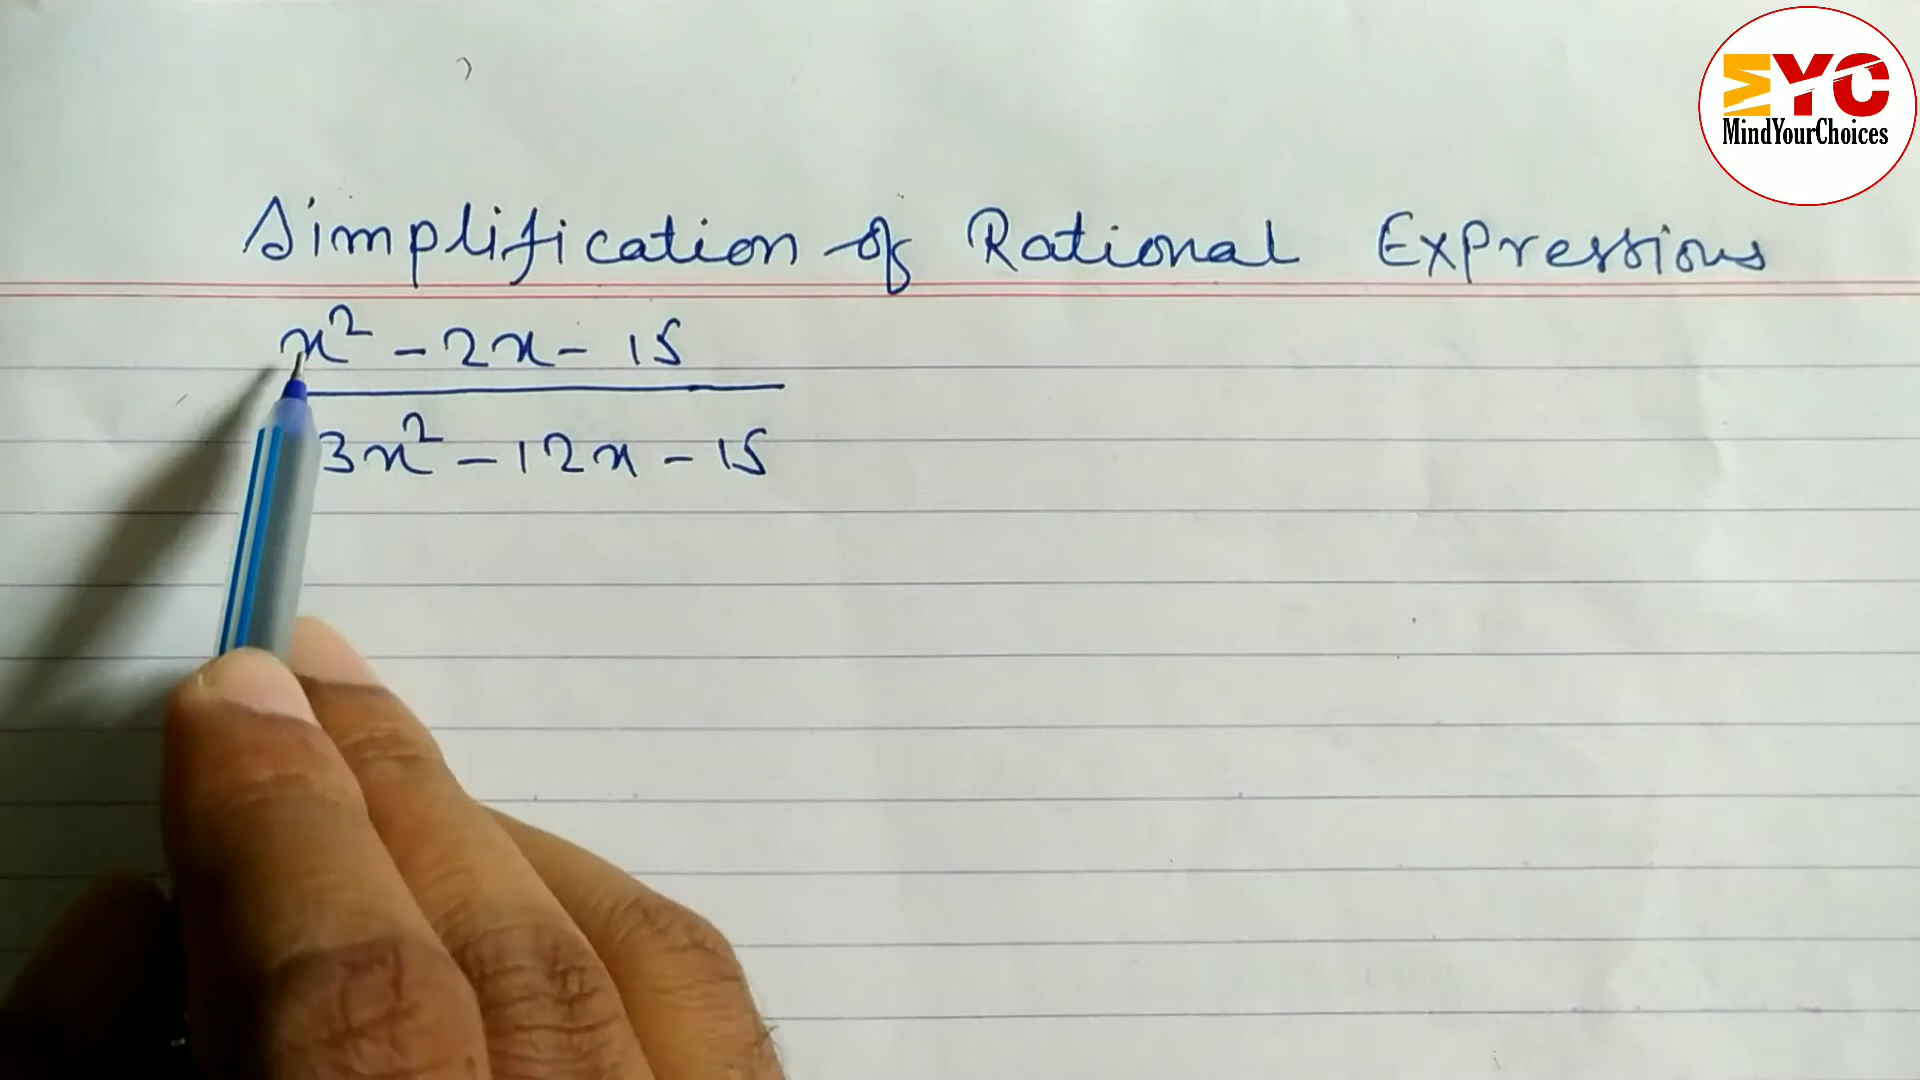 MYC
MindYourChoices
Simplification of Rational Expressions
x² - 2x - 15
3x² - 12x - 15